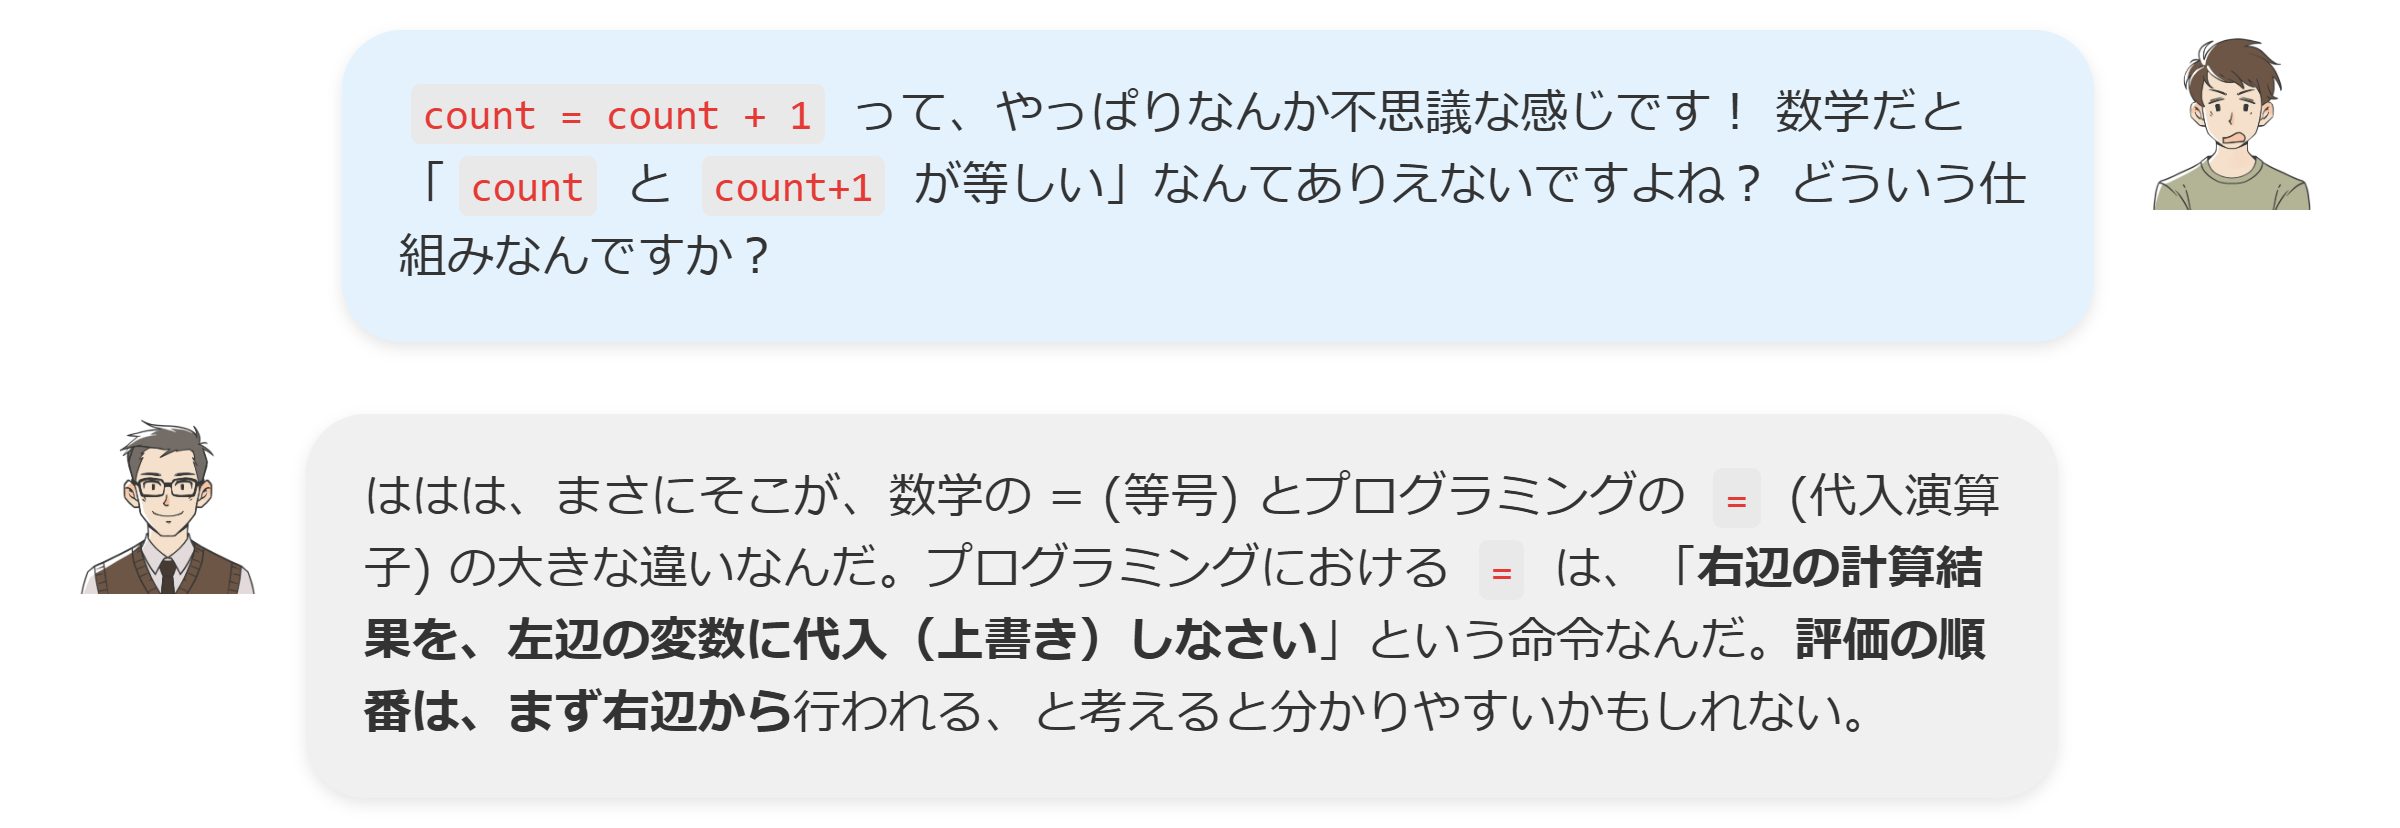 count = count + 1 って、やっぱりなんか不思議な感じです！ 数学だと
「 count と count+1 が等しい」なんてありえないですよね？ どういう仕
組みなんですか？
ははは、まさにそこが、数学の = (等号) とプログラミングの = (代入演算
子) の大きな違いなんだ。プログラミングにおける = は、「右辺の計算結
果を、左辺の変数に代入（上書き）しなさい」という命令なんだ。評価の順
番は、まず右辺から行われる、と考えると分かりやすいかもしれない。